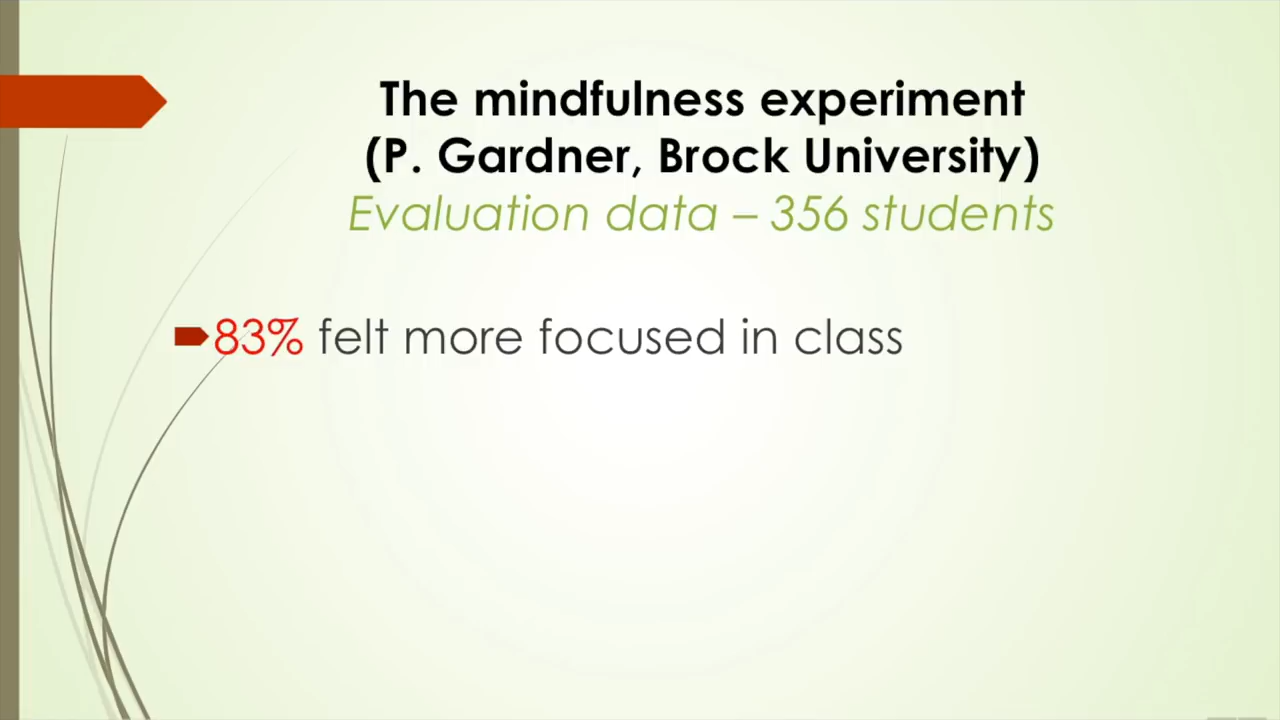 The mindfulness experiment
(P. Gardner, Brock University)
Evaluation data – 356 students
83% felt more focused in class